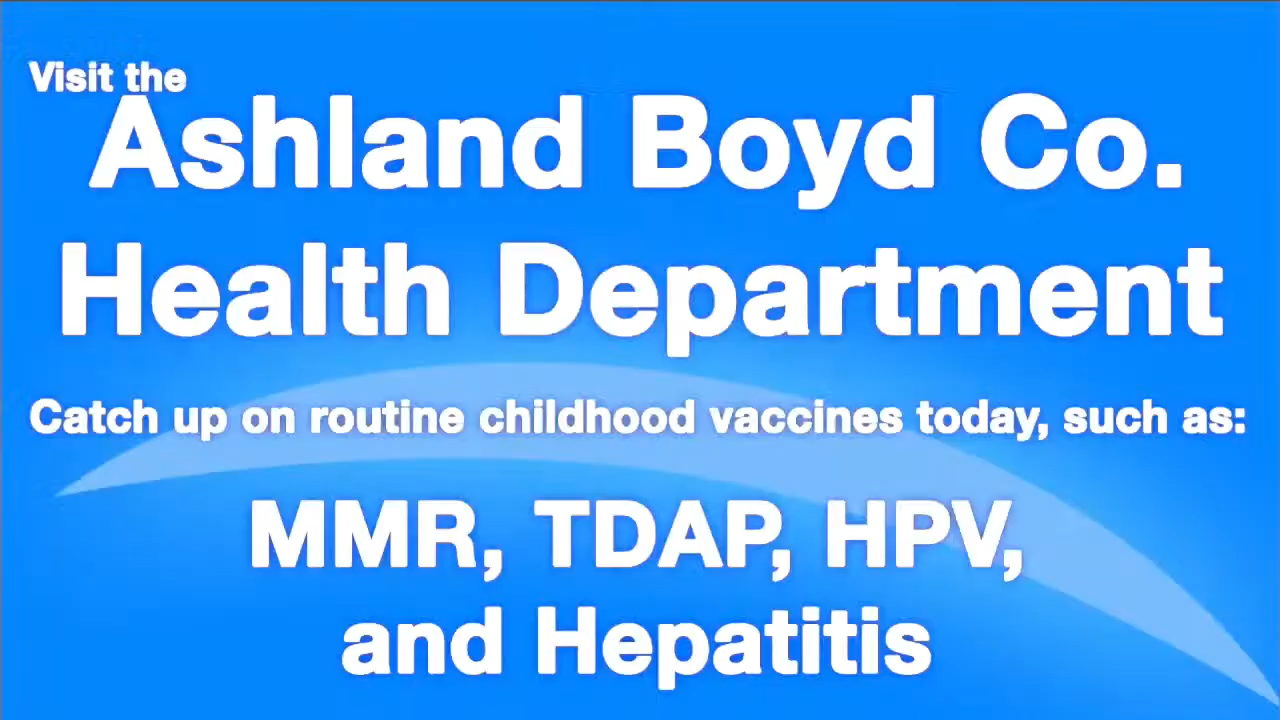 Visit the
Ashland Boyd Co.
Health Department
Catch up on routine childhood vaccines today, such as:
MMR, TDAP, HPV,
and Hepatitis